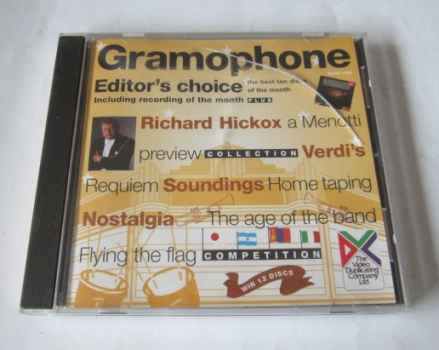 Gramophone
Editor's choice the best ten discs
of the month
Including recording of the month PLUS
Richard Hickox a Menotti
preview COLLECTION Verdi's
Requiem Soundings Home taping
Nostalgia The age of the band
Flying the flag COMPETITION
WIN 12 DISCS
The
Video
Duplicating
Company
Ltd